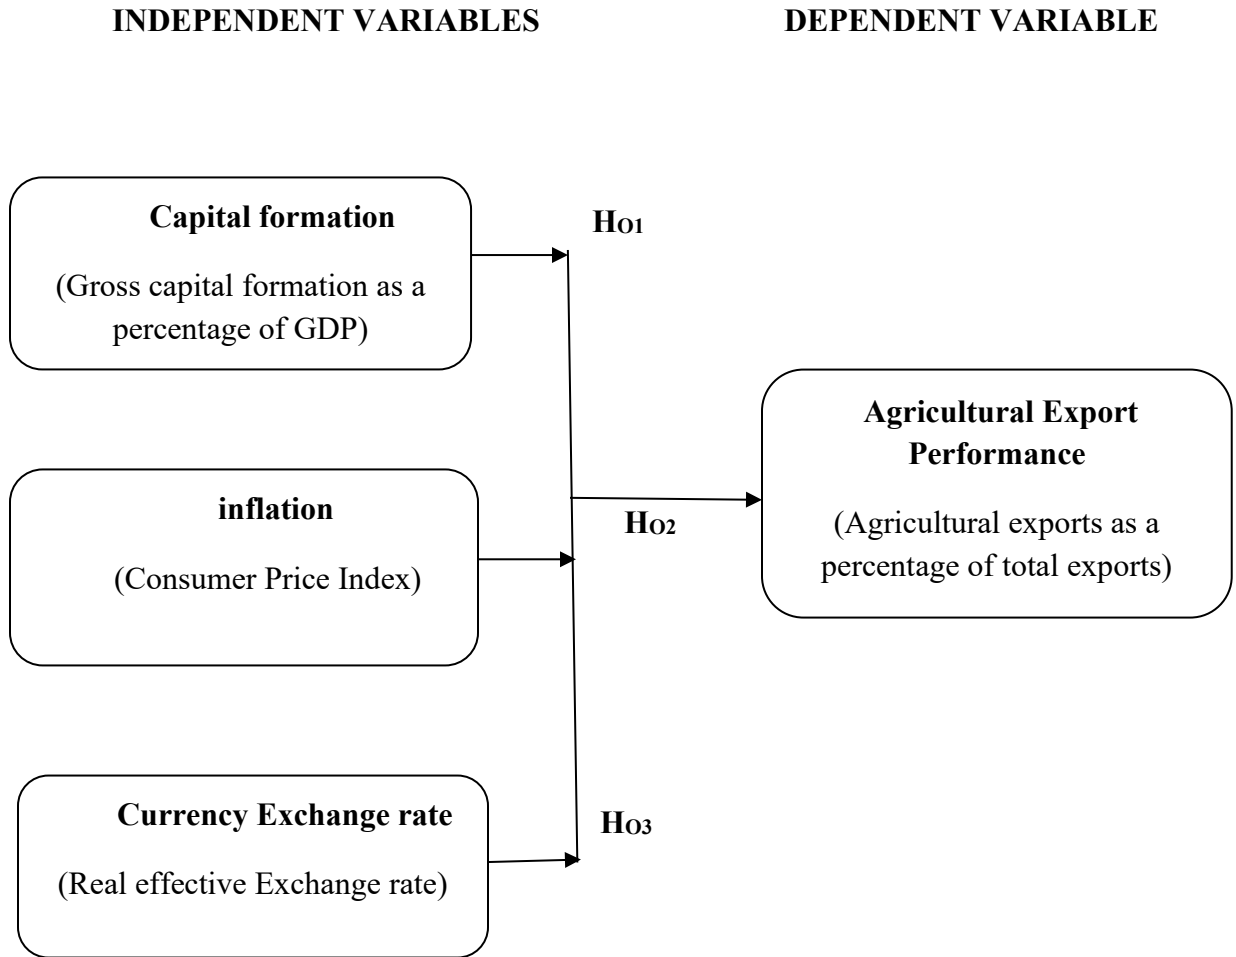 INDEPENDENT VARIABLES
DEPENDENT VARIABLE
Capital formation
(Gross capital formation as a
percentage of GDP)
HO1
inflation
(Consumer Price Index)
HO2
Agricultural Export
Performance
(Agricultural exports as a
percentage of total exports)
Currency Exchange rate
(Real effective Exchange rate)
HO3